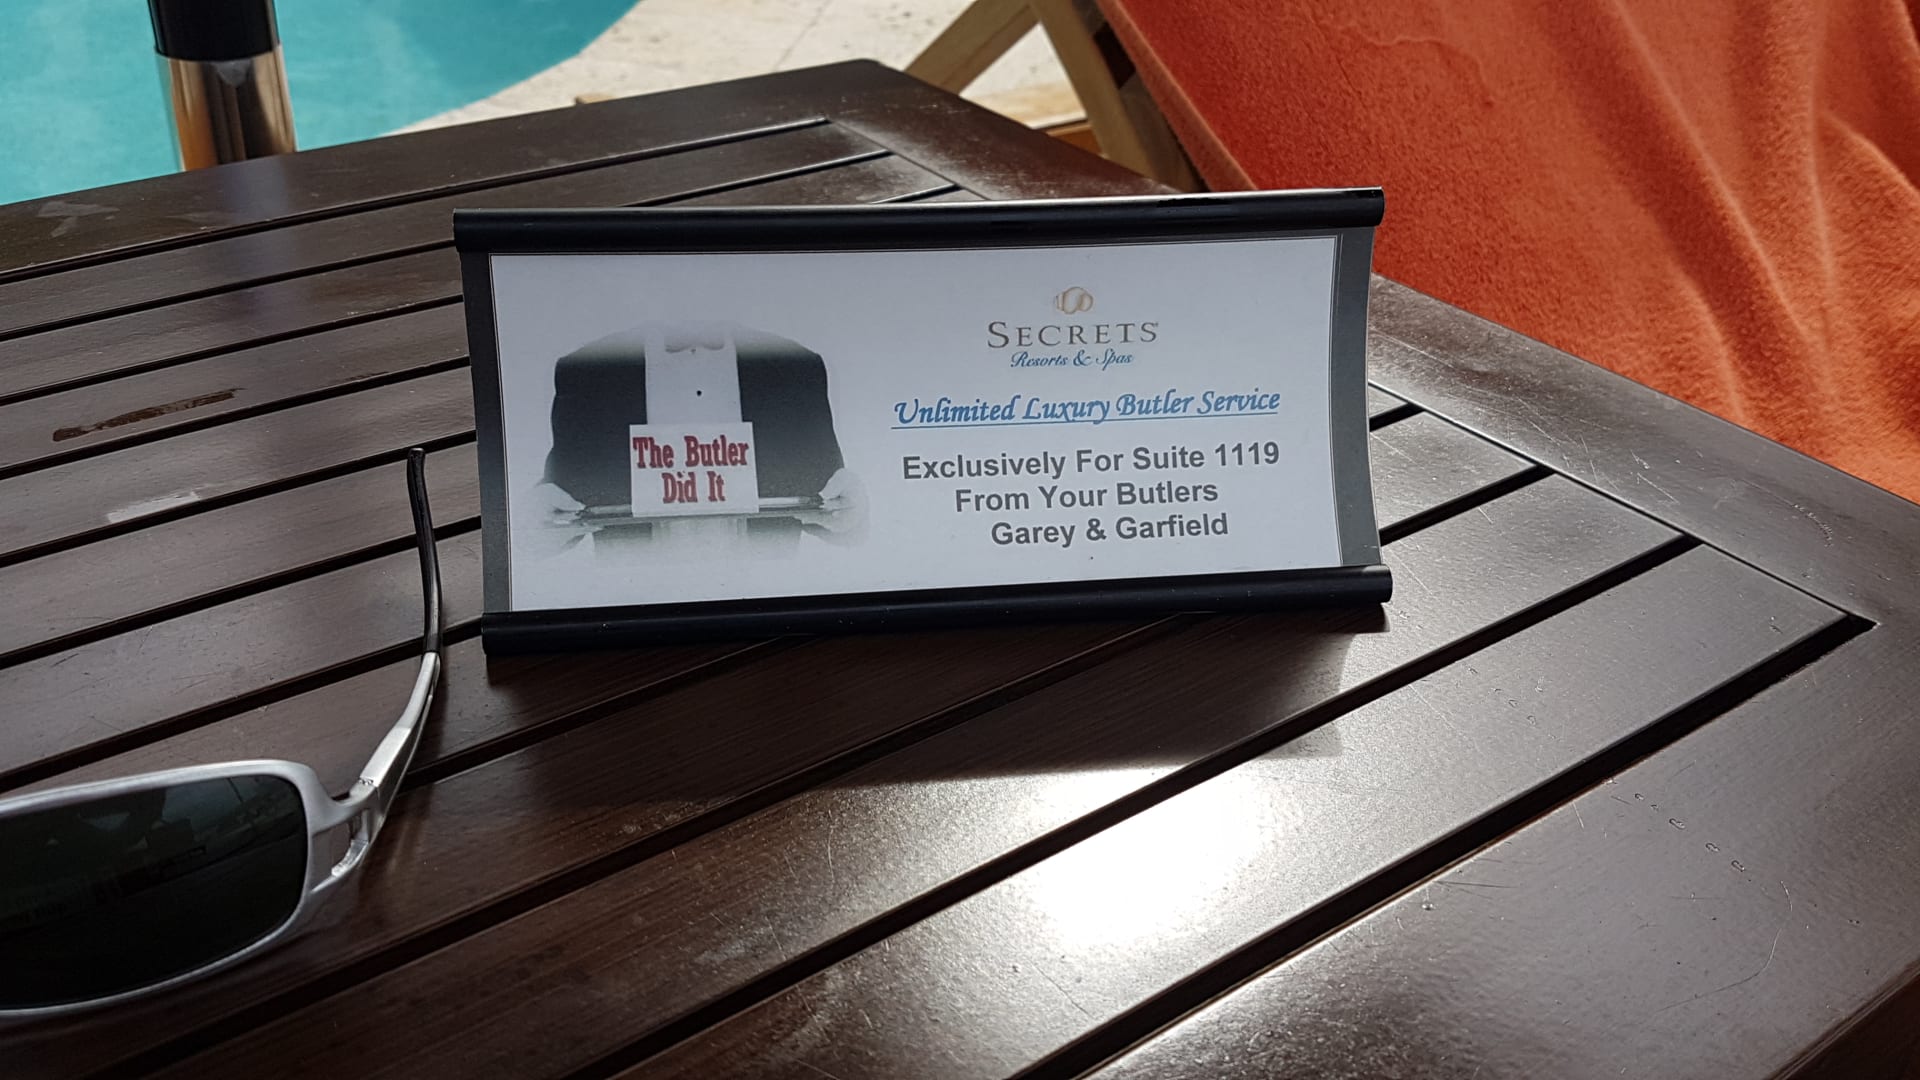 The Butler
Did It
SECRETS
Resorts & Spas
Unlimited Luxury Butler Service
Exclusively For Suite 1119
From Your Butlers
Garey & Garfield